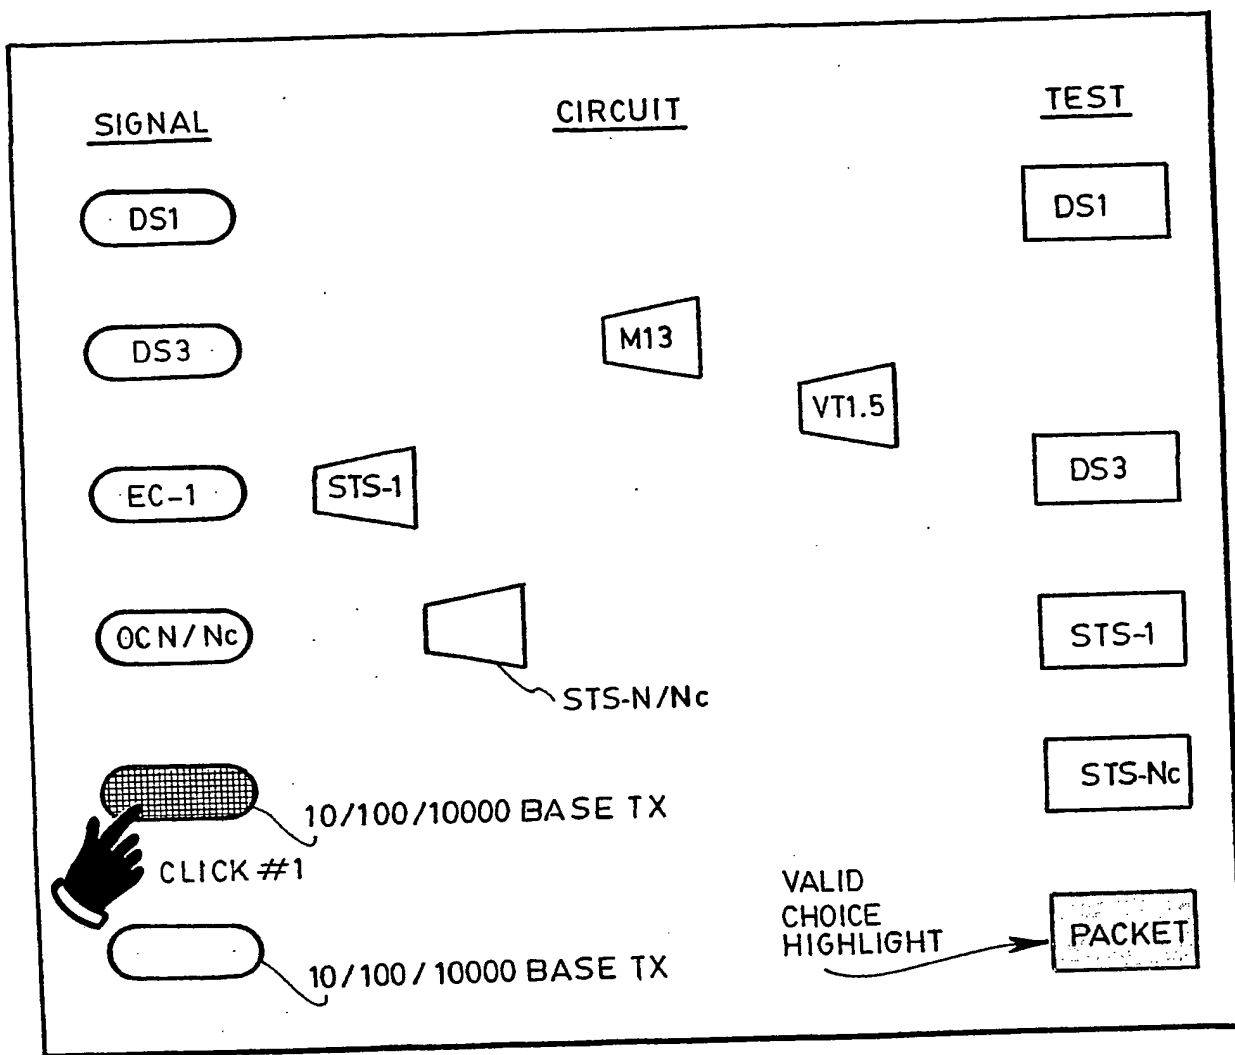 SIGNAL
CIRCUIT
TEST
DS1
DS1
DS3
M13
VT1.5
EC-1
STS-1
DS3
OCN/Nc
STS-N/Nc
STS-1
10/100/10000 BASE TX
STS-Nc
CLICK #1
VALID
CHOICE
HIGHLIGHT
PACKET
10/100/10000 BASE TX